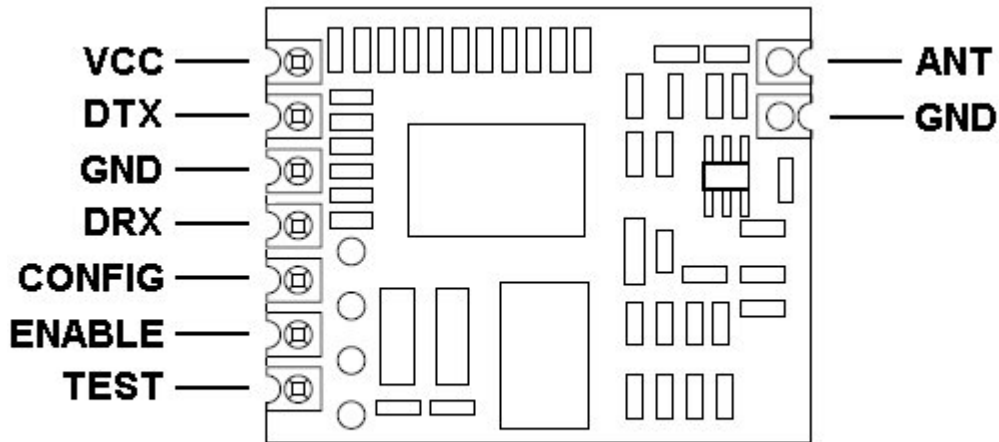 VCC
DTX
GND
DRX
CONFIG
ENABLE
TEST
ANT
GND